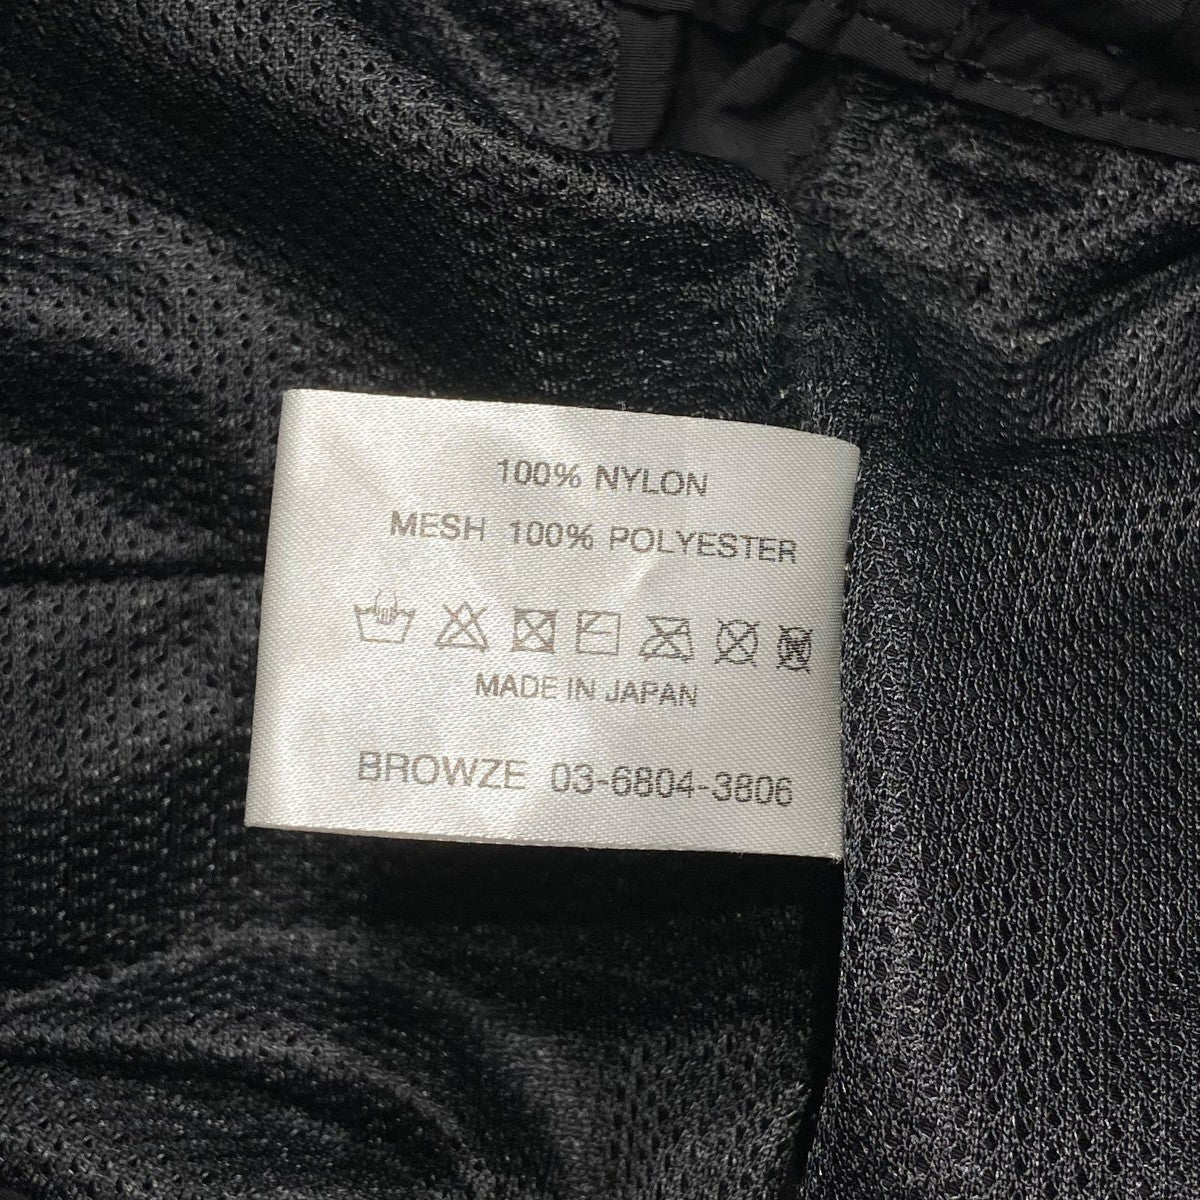 100% NYLON
MESH 100% POLYESTER
MADE IN JAPAN
BROWZE 03-6804-3806